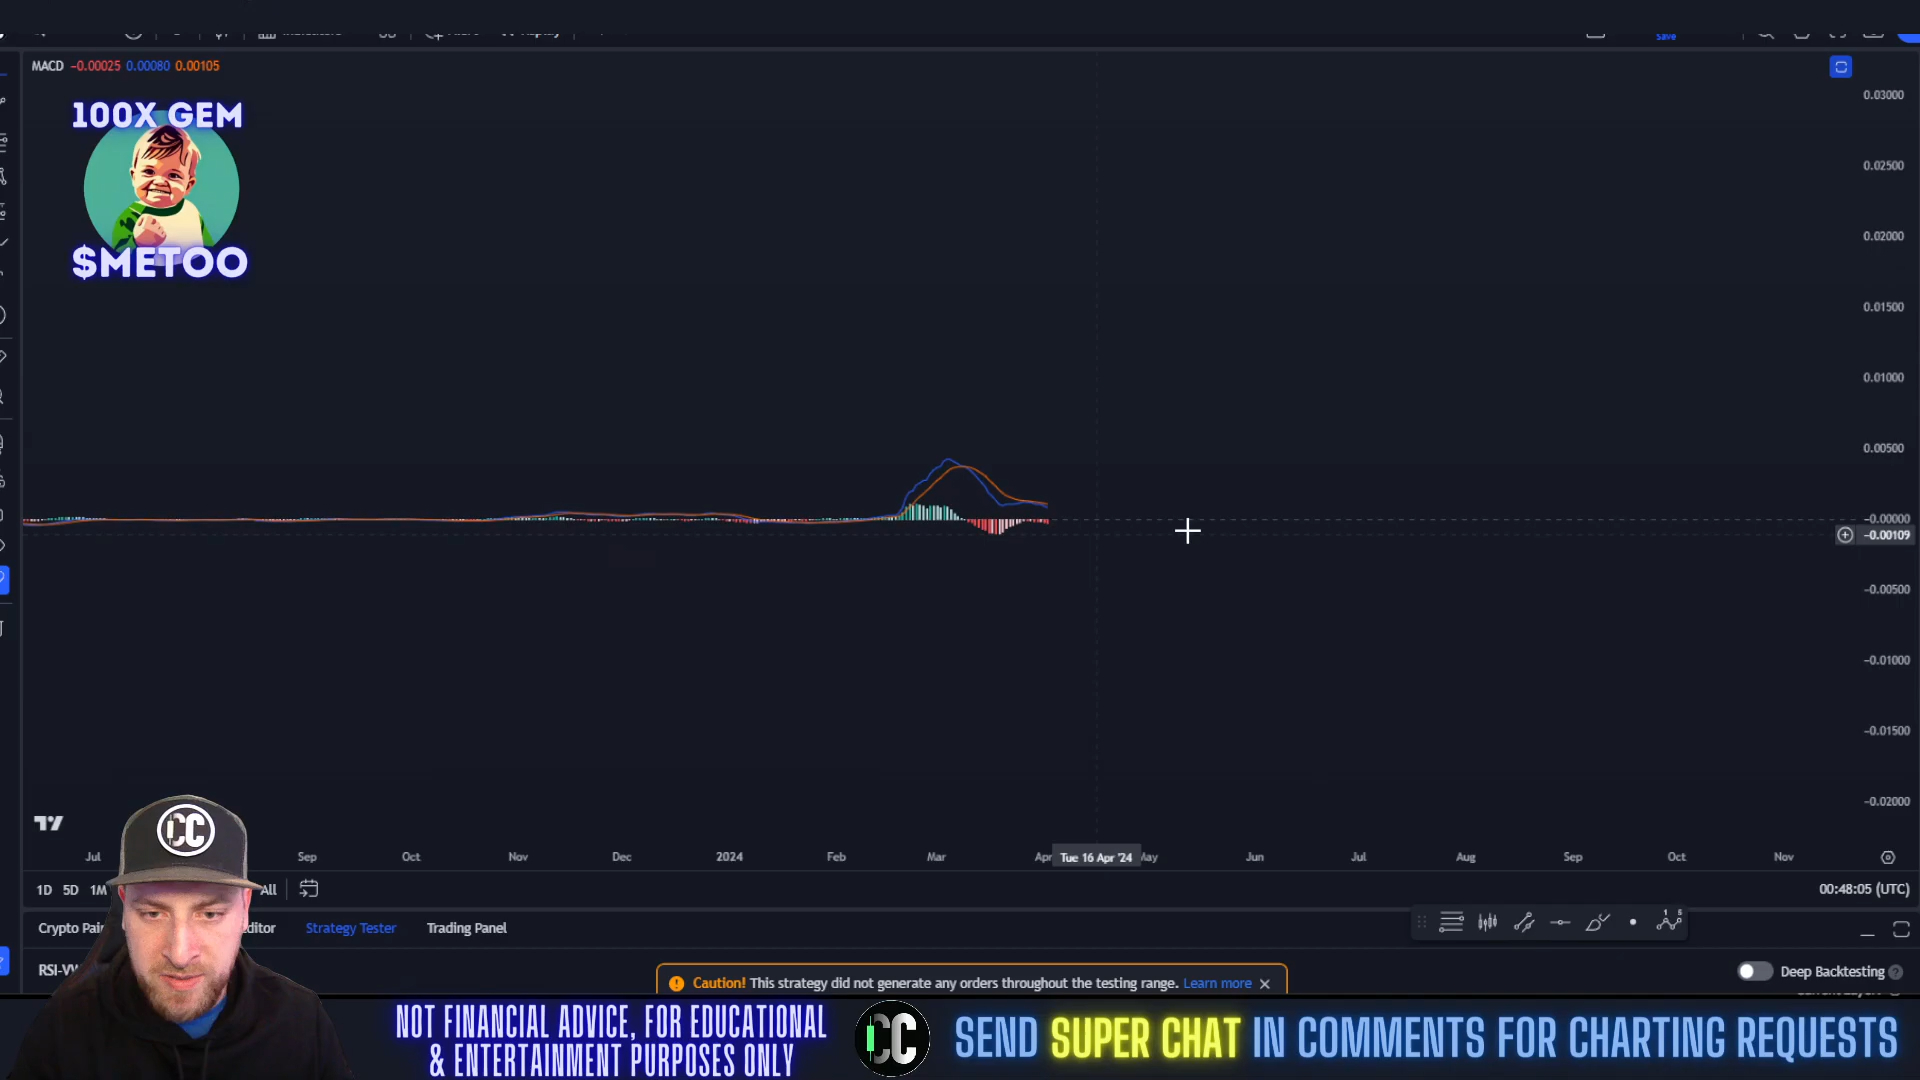 save
MACD -0.00025 0.00080 0.00105
100X GEM
$METOO
0.03000
0.02500
0.02000
0.01500
0.01000
0.00500
-0.00000
-0.00109
-0.00500
-0.01000
-0.01500
-0.02000
Jul Sep Oct Nov Dec 2024 Feb Mar Apr Tue 16 Apr '24 May Jun Jul Aug Sep Oct Nov
1D 5D 1M All
00:48:05 (UTC)
Crypto Strategy Tester Trading Panel
Deep Backtesting
Caution! This strategy did not generate any orders throughout the testing range. Learn more
CC
NOT FINANCIAL ADVICE, FOR EDUCATIONAL
& ENTERTAINMENT PURPOSES ONLY
CC
SEND SUPER CHAT IN COMMENTS FOR CHARTING REQUESTS